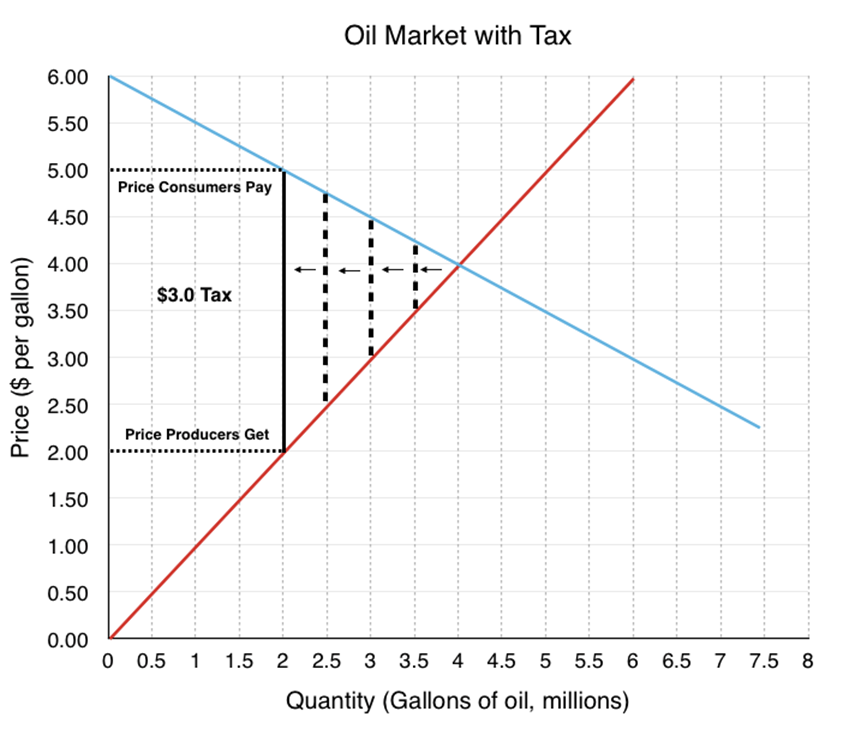 Oil Market with Tax
6.00
5.50
5.00
4.50
4.00
3.50
3.00
2.50
2.00
1.50
1.00
0.50
0.00
Price ($ per gallon)
Price Consumers Pay
$3.0 Tax
Price Producers Get
0 0.5 1 1.5 2 2.5 3 3.5 4 4.5 5 5.5 6 6.5 7 7.5 8
Quantity (Gallons of oil, millions)